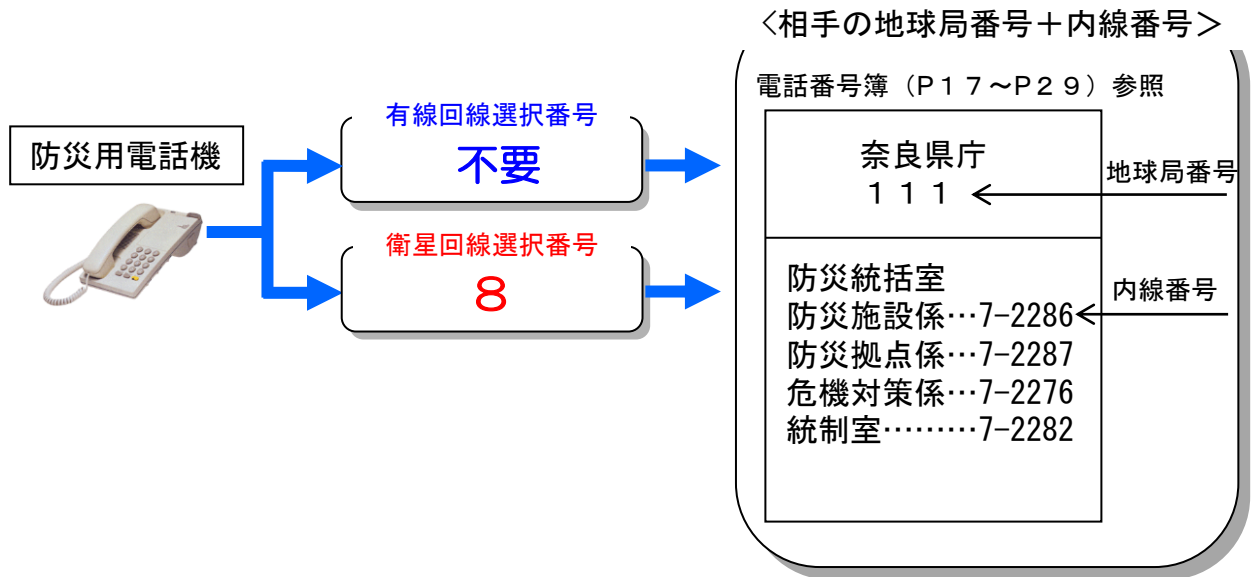 <相手の地球局番号+内線番号>
電話番号簿(P17~P29)参照
防災用電話機
有線回線選択番号
不要
衛星回線選択番号
8
奈良県庁
111
地球局番号
防災統括室
防災施設係…7-2286
防災拠点係…7-2287
危機対策係…7-2276
統制室………7-2282
内線番号